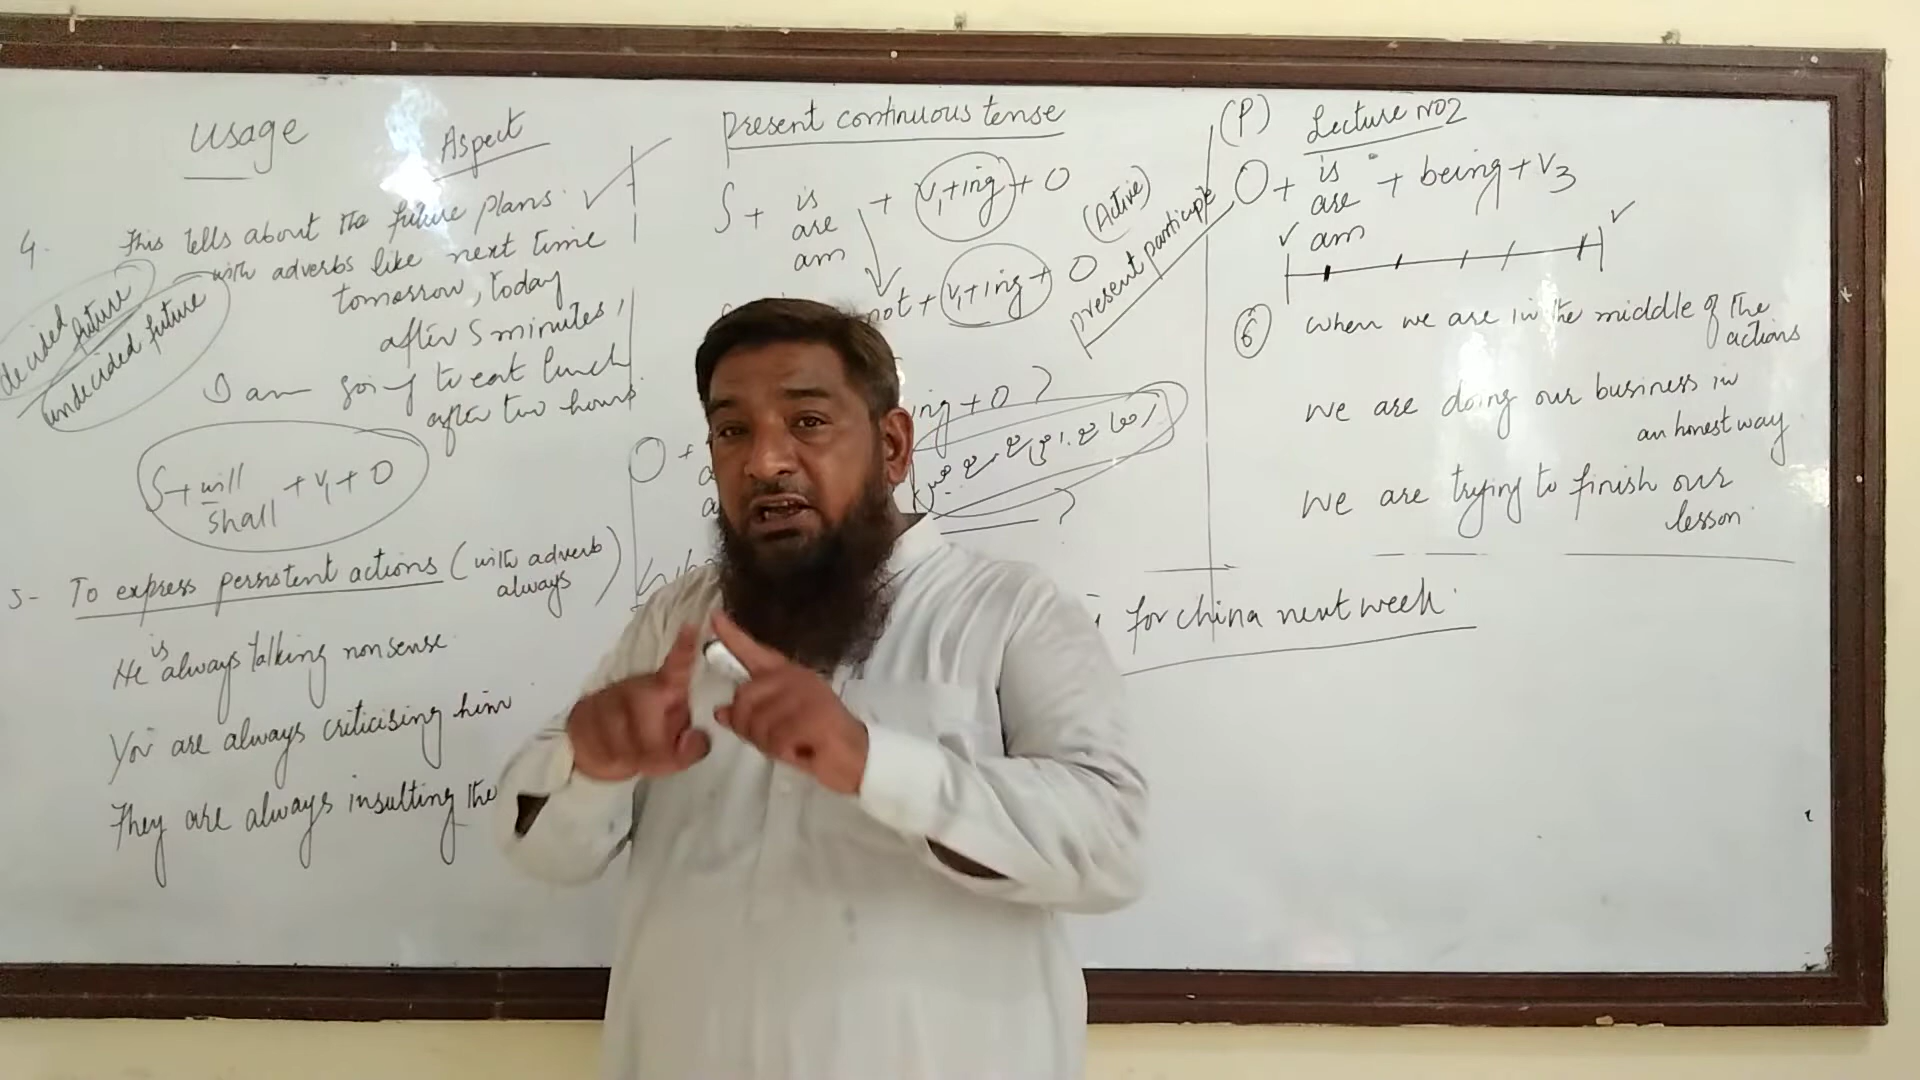 usage
Aspect
4. This tells about the future plans.
with adverbs like next time
tomorrow, today
after 5 minutes,
decided future
undecided future
I am going to eat lunch
after two hours
S + will + V1 + O
shall
5- To express persistent actions (with adverb
always)
He is always talking nonsense
You are always criticising him
They are always insulting the
present continuous tense
S + is + V1+ing + O
are
am
(Active)
not + V1+ing + O
present participle
ing + O ?
O +
?
(P) Lecture NO2
O + is + being + V3
are
am
6 when we are in the middle of the
actions
we are doing our business in
an honest way
we are trying to finish our
lesson
for china next week.